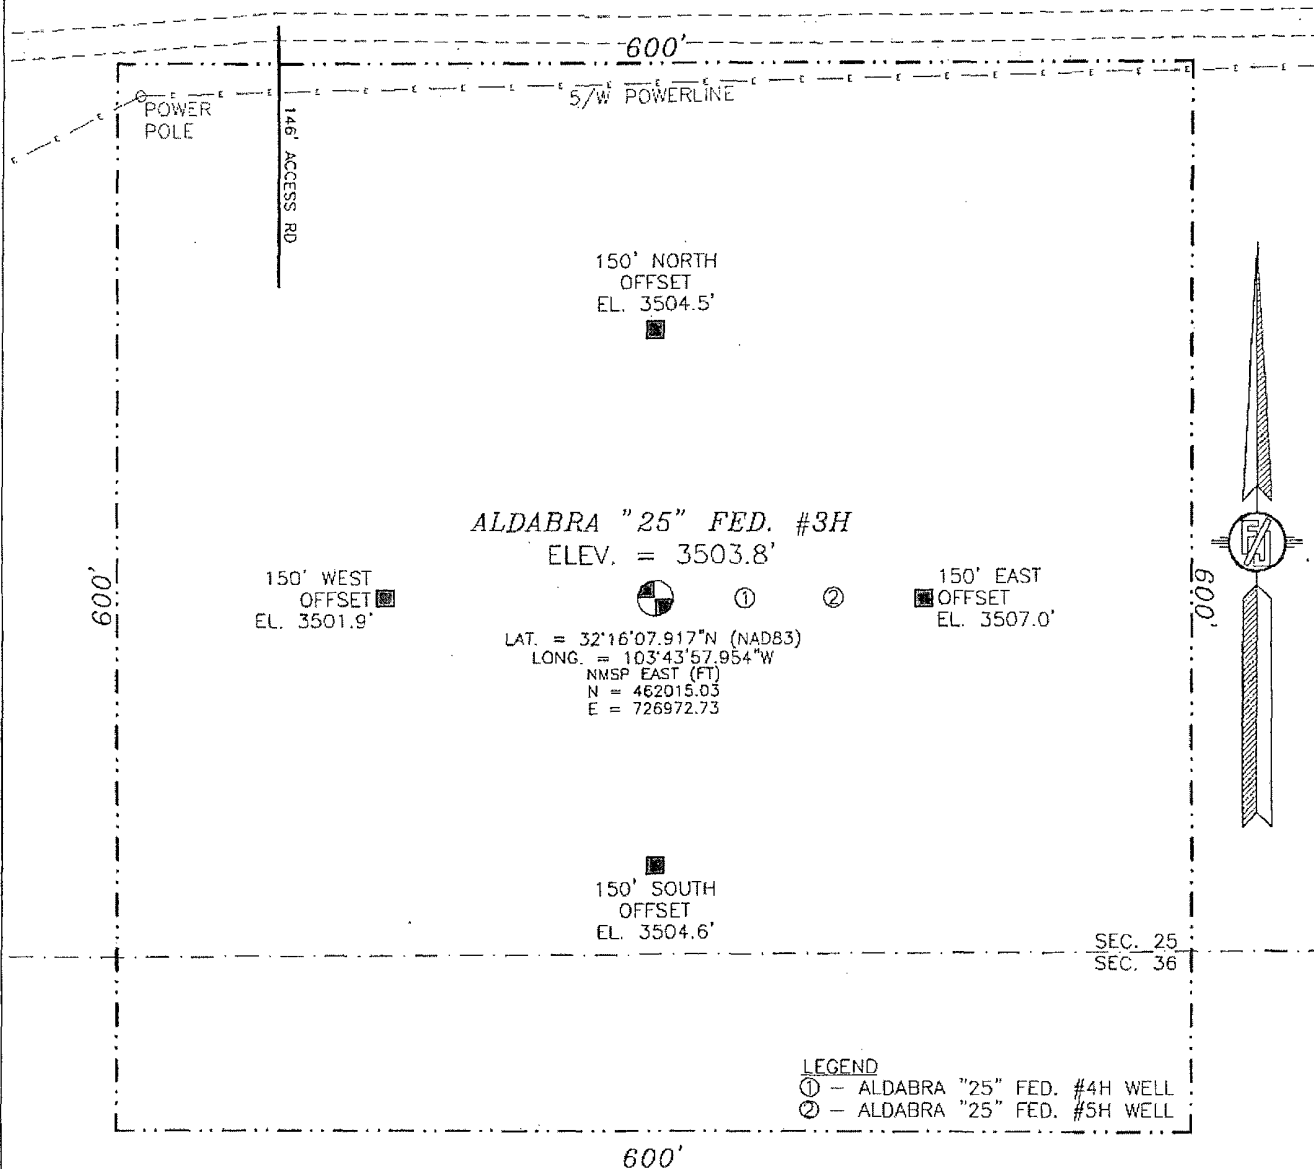 600'
S/W POWERLINE
POWER
POLE
146' ACCESS RD
150' NORTH
OFFSET
EL. 3504.5'
ALDABRA "25" FED. #3H
ELEV. = 3503.8'
600'
150' WEST
OFFSET
EL. 3501.9'
1
2
150' EAST
OFFSET
EL. 3507.0'
600'
LAT. = 32°16'07.917"N (NAD83)
LONG. = 103°43'57.954"W
NMSP EAST (FT)
N = 462015.03
E = 726972.73
150' SOUTH
OFFSET
EL. 3504.6'
SEC. 25
SEC. 36
LEGEND
① – ALDABRA "25" FED. #4H WELL
② – ALDABRA "25" FED. #5H WELL
600'